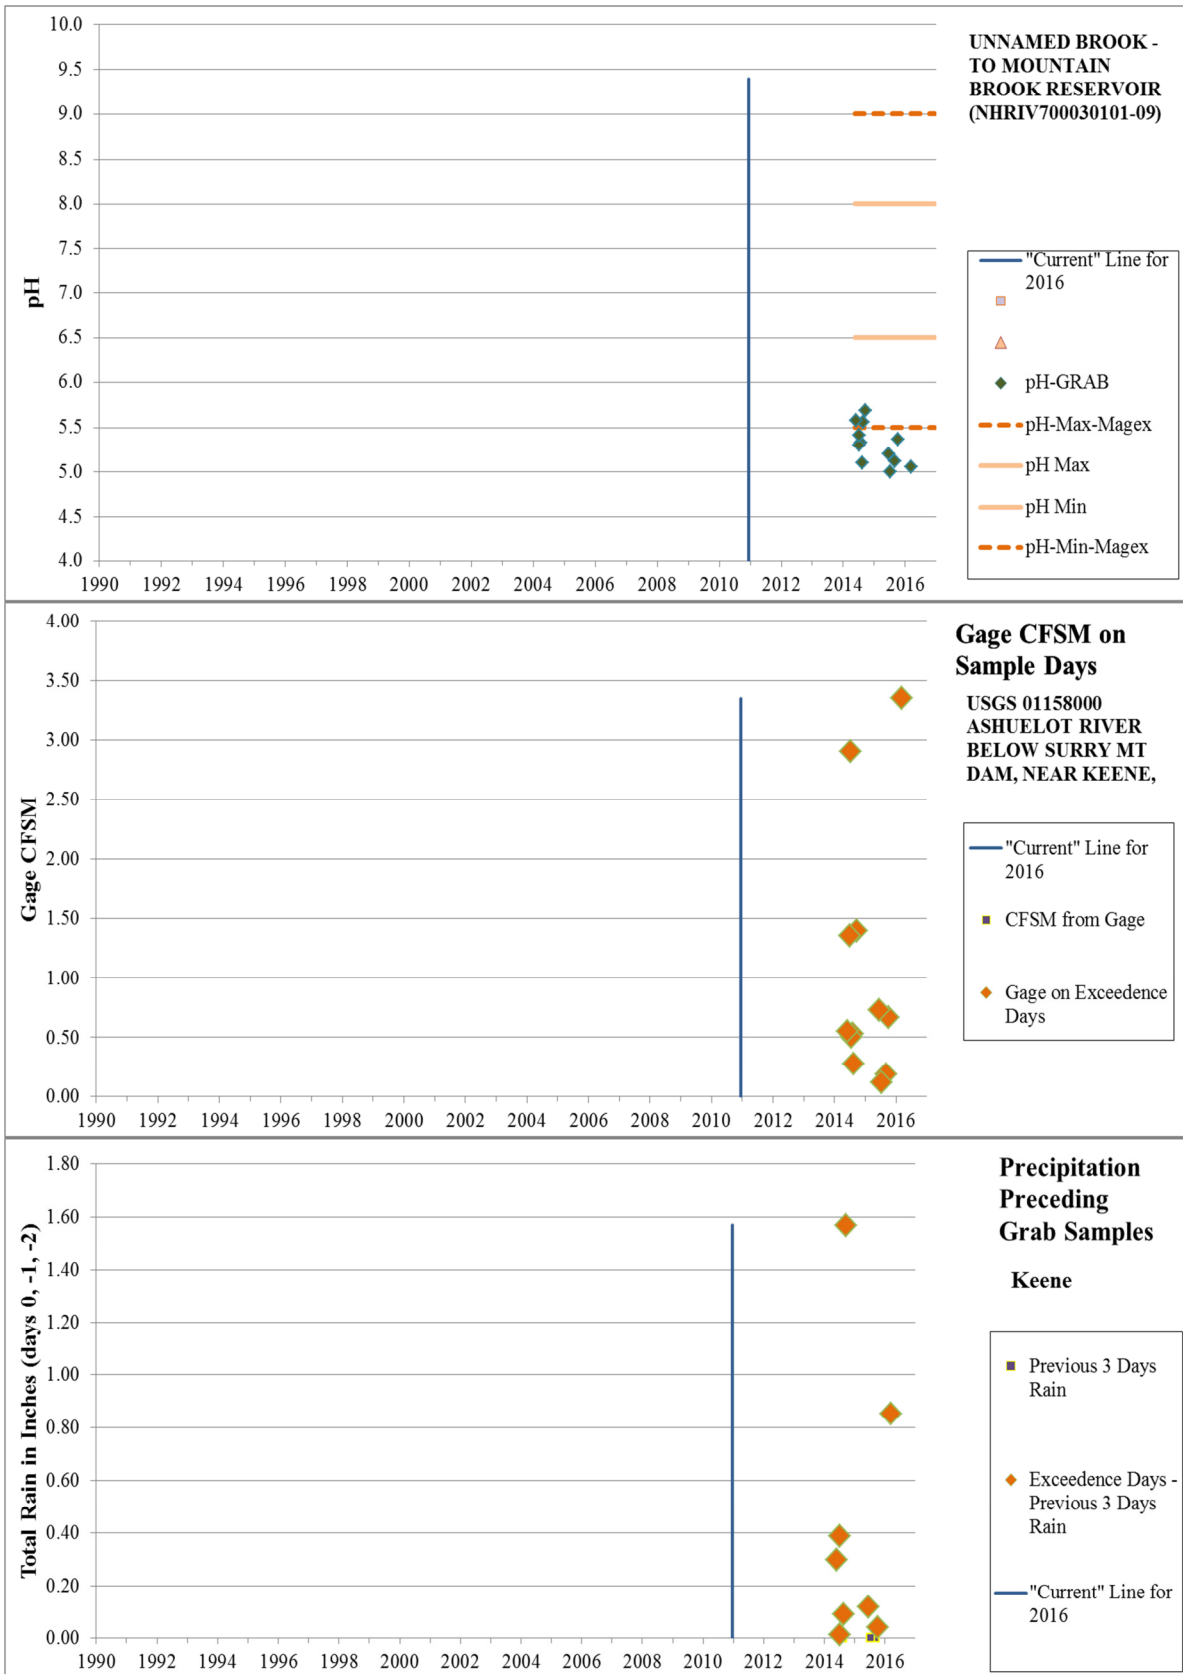 10.0
9.5
9.0
8.5
8.0
7.5
7.0
6.5
6.0
5.5
5.0
4.5
4.0
pH
1990 1992 1994 1996 1998 2000 2002 2004 2006 2008 2010 2012 2014 2016
UNNAMED BROOK -
TO MOUNTAIN
BROOK RESERVOIR
(NHRIV700030101-09)
"Current" Line for
2016
pH-GRAB
pH-Max-Magex
pH Max
pH Min
pH-Min-Magex
4.00
3.50
3.00
2.50
2.00
1.50
1.00
0.50
0.00
Gage CFSM
1990 1992 1994 1996 1998 2000 2002 2004 2006 2008 2010 2012 2014 2016
Gage CFSM on
Sample Days
USGS 01158000
ASHUELOT RIVER
BELOW SURRY MT
DAM, NEAR KEENE,
"Current" Line for
2016
CFSM from Gage
Gage on Exceedence
Days
1.80
1.60
1.40
1.20
1.00
0.80
0.60
0.40
0.20
0.00
Total Rain in Inches (days 0, -1, -2)
1990 1992 1994 1996 1998 2000 2002 2004 2006 2008 2010 2012 2014 2016
Precipitation
Preceding
Grab Samples
Keene
Previous 3 Days
Rain
Exceedence Days -
Previous 3 Days
Rain
"Current" Line for
2016